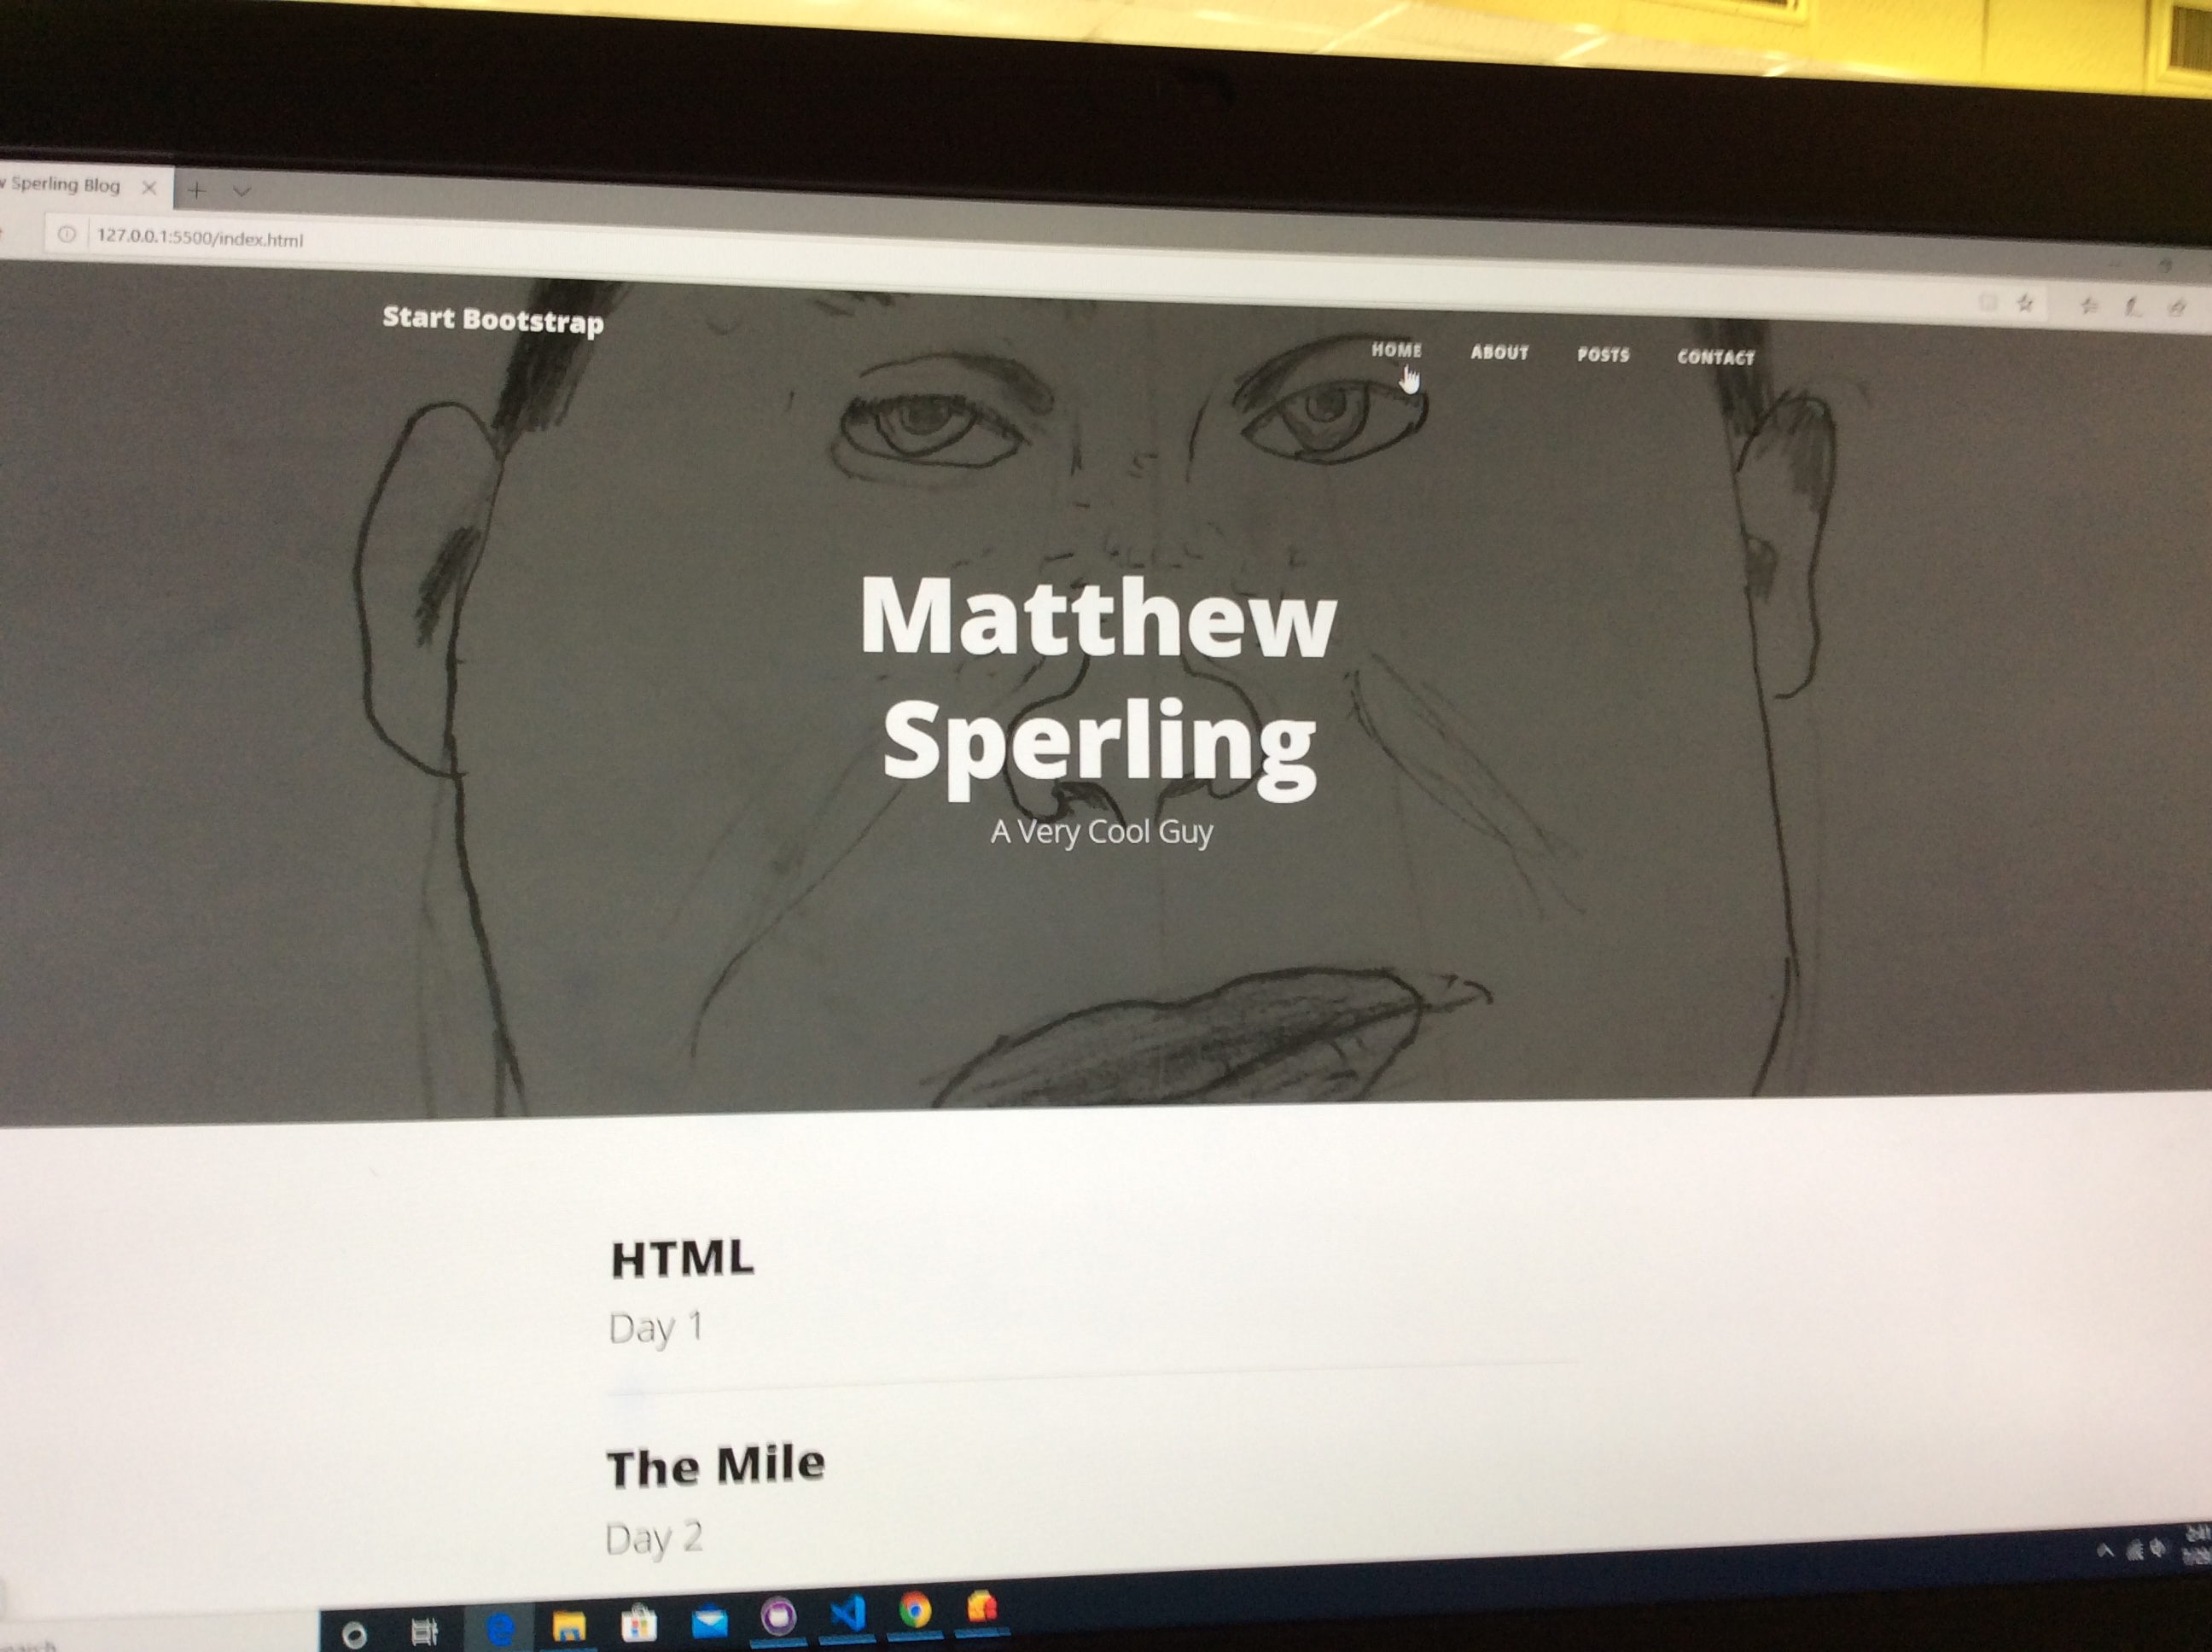 Sperling Blog
127.0.0.1:5500/index.html
Start Bootstrap
HOME ABOUT POSTS CONTACT
Matthew
Sperling
A Very Cool Guy
HTML
Day 1
The Mile
Day 2